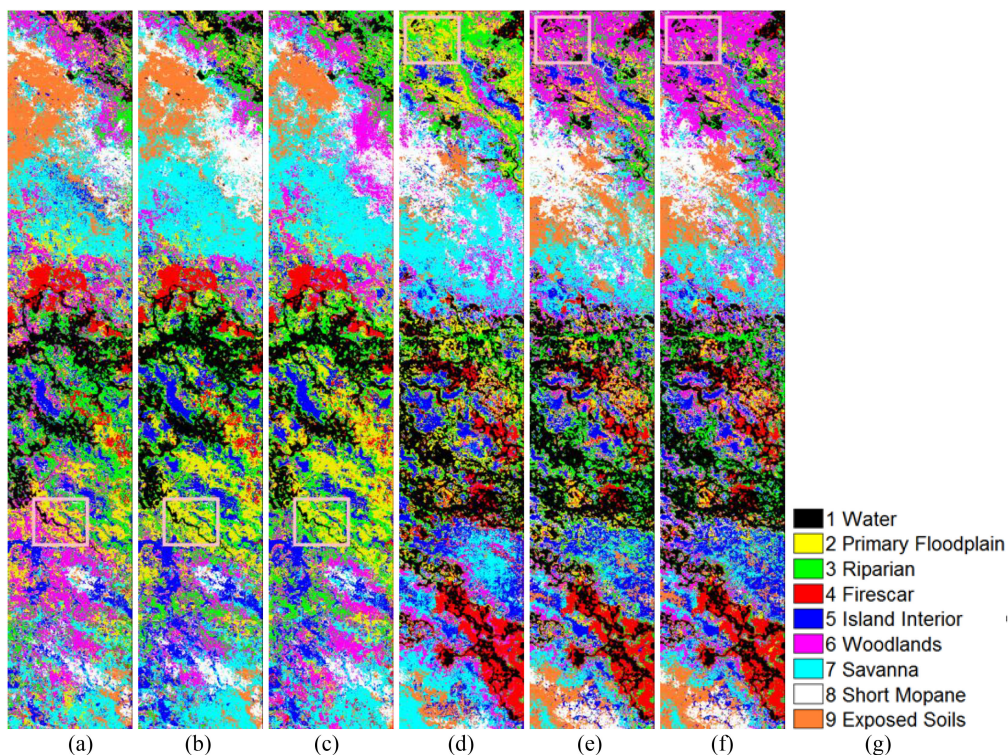 1 Water
2 Primary Floodplain
3 Riparian
4 Firescar
5 Island Interior
6 Woodlands
7 Savanna
8 Short Mopane
9 Exposed Soils
(a) (b) (c) (d) (e) (f) (g)